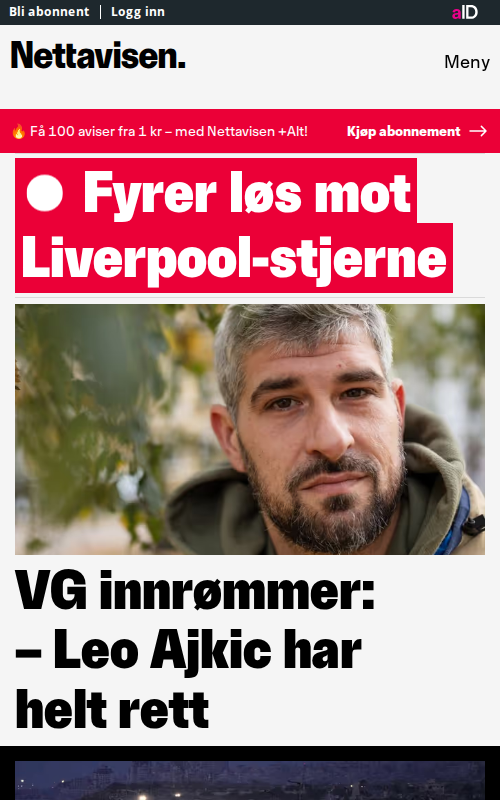 Bli abonnent | Logg inn
aID
Nettavisen.
Meny
🔥 Få 100 aviser fra 1 kr – med Nettavisen +Alt!
Kjøp abonnement →
Fyrer løs mot
Liverpool-stjerne
VG innrømmer:
– Leo Ajkic har
helt rett